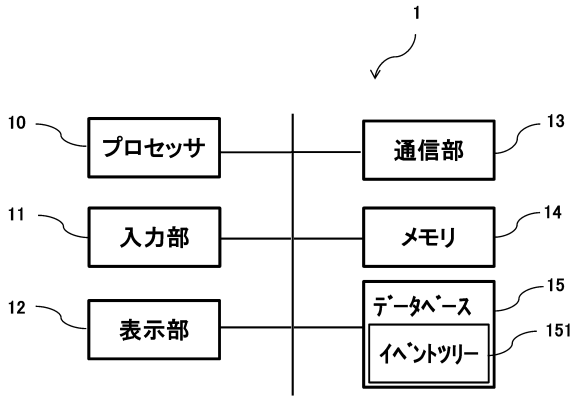 1
10
プロセッサ
通信部
13
11
入力部
メモリ
14
12
表示部
データベース
15
イベントツリー
151